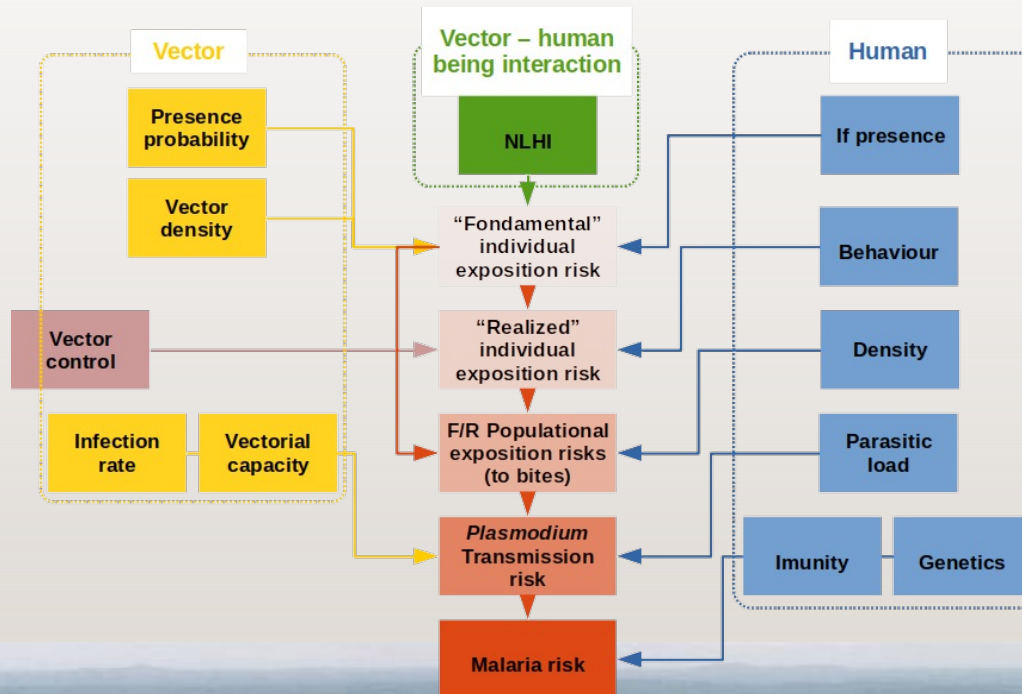 Vector
Vector – human
being interaction
Human
Presence
probability
NLHI
If presence
Vector
density
“Fondamental”
individual
exposition risk
Behaviour
Vector
control
“Realized”
individual
exposition risk
Density
Infection
rate
Vectorial
capacity
F/R Populational
exposition risks
(to bites)
Parasitic
load
Plasmodium
Transmission
risk
Imunity
Genetics
Malaria risk